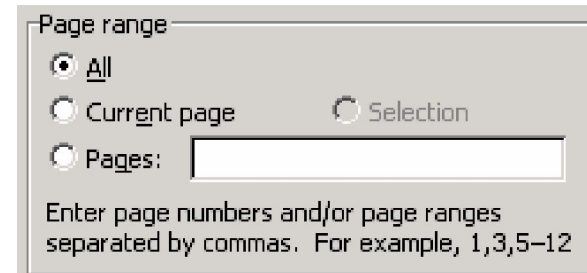 Page range
All
Current page Selection
Pages:
Enter page numbers and/or page ranges
separated by commas.  For example, 1,3,5–12